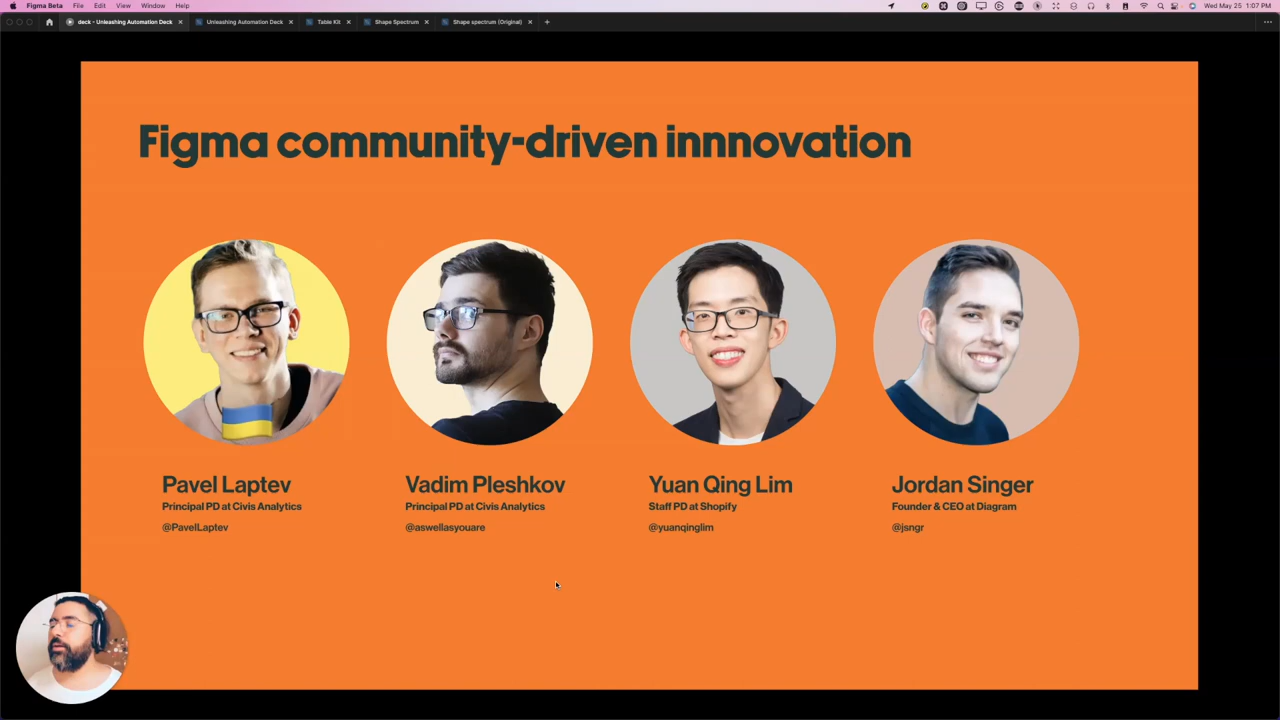 Figma Beta File Edit View Window Help Wed May 25 1:07 PM
deck - Unleashing Automation Deck Unleashing Automation Deck Table Kit Shape Spectrum Shape spectrum (Original)
Figma community-driven innnovation
Pavel Laptev
Principal PD at Civis Analytics
@PavelLaptev
Vadim Pleshkov
Principal PD at Civis Analytics
@aswellasyouare
Yuan Qing Lim
Staff PD at Shopify
@yuanqinglim
Jordan Singer
Founder & CEO at Diagram
@jsngr